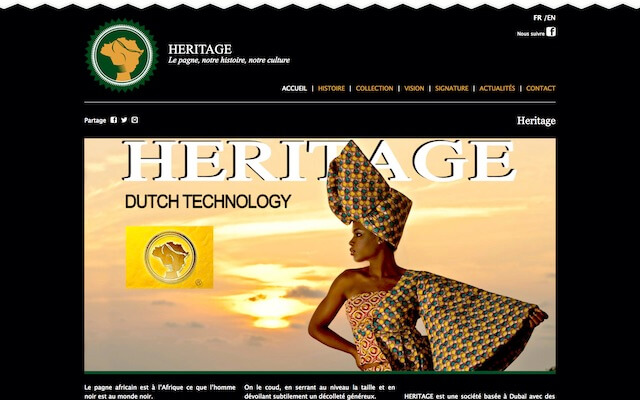 FR /EN
Nous suivre
HERITAGE
Le pagne, notre histoire, notre culture
ACCUEIL | HISTOIRE | COLLECTION | VISION | SIGNATURE | ACTUALITÉS | CONTACT
Partage
Heritage
HERITAGE
DUTCH TECHNOLOGY
Le pagne africain est à l'Afrique ce que l'homme
noir est au monde noir.
On le coud, en serrant au niveau la taille et en
dévoilant subtilement un décolleté généreux.
HERITAGE est une société basée à Dubaï avec des